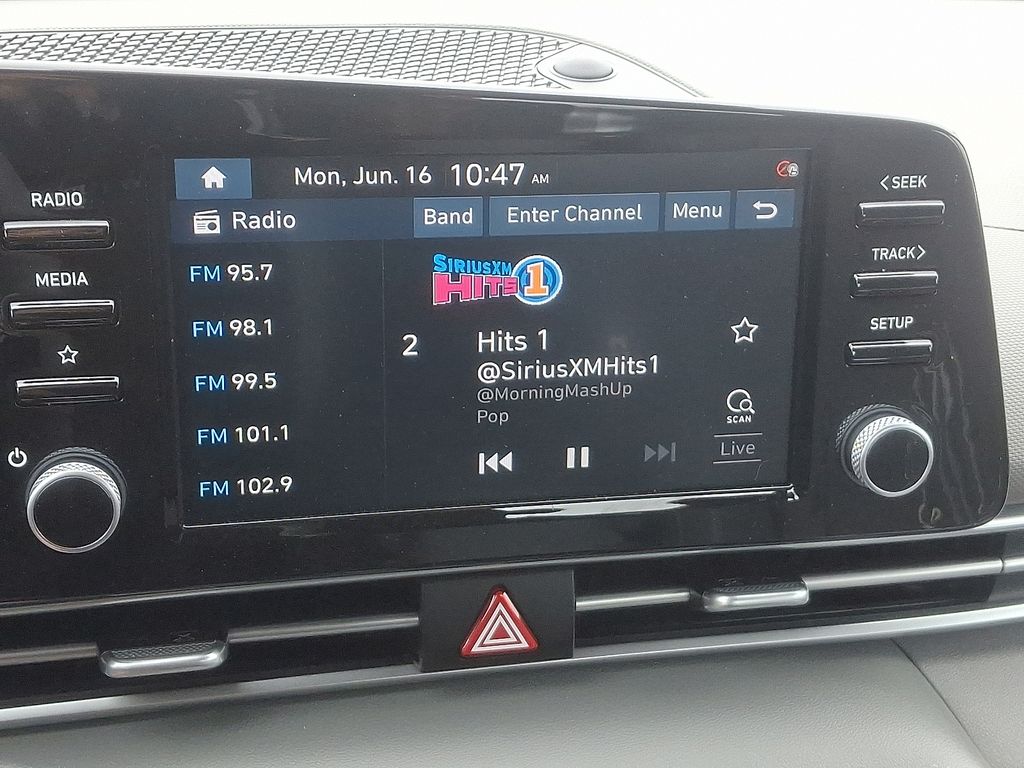 Mon, Jun. 16 10:47 AM
RADIO
MEDIA
Radio
Band
Enter Channel
Menu
FM 95.7
FM 98.1
FM 99.5
FM 101.1
FM 102.9
SIRIUSXM
HITS 1
2
Hits 1
@SiriusXMHits1
@MorningMashUp
Pop
SCAN
Live
<SEEK
TRACK>
SETUP